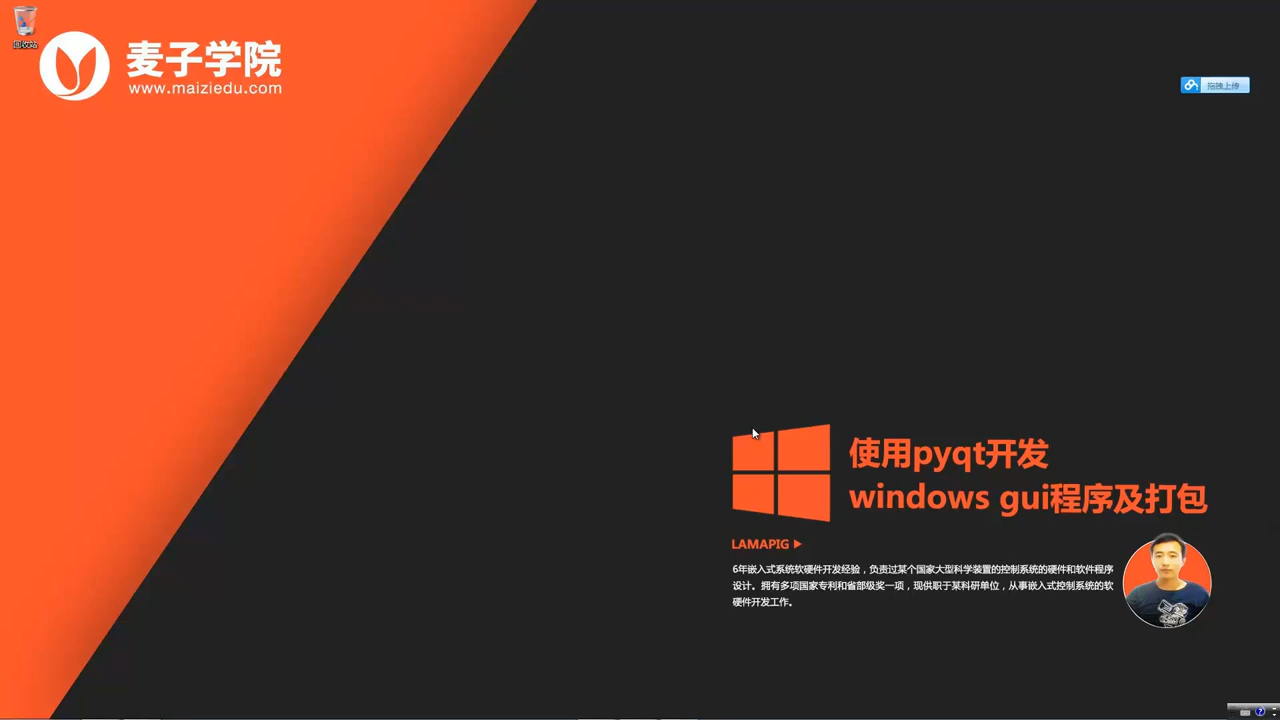 回收站
麦子学院
www.maiziedu.com
拖拽上传
使用pyqt开发
windows gui程序及打包
LAMAPIG
6年嵌入式系统软硬件开发经验，负责过某个国家大型科学装置的控制系统的硬件和软件程序
设计。拥有多项国家专利和省部级奖一项，现供职于某科研单位，从事嵌入式控制系统的软
硬件开发工作。